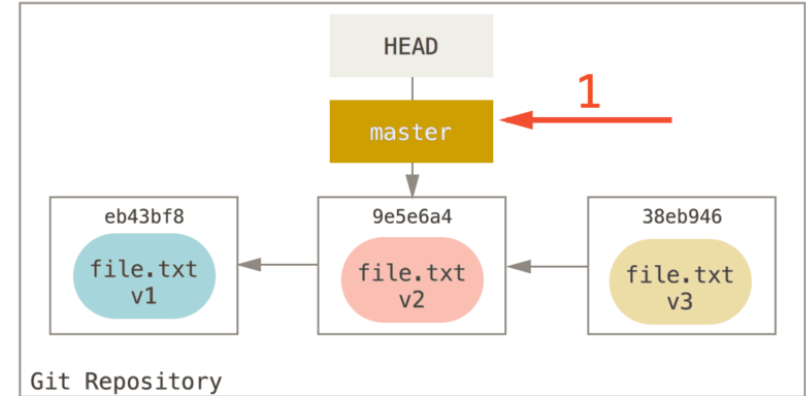 HEAD
1
master
eb43bf8
9e5e6a4
38eb946
file.txt
v1
file.txt
v2
file.txt
v3
Git Repository